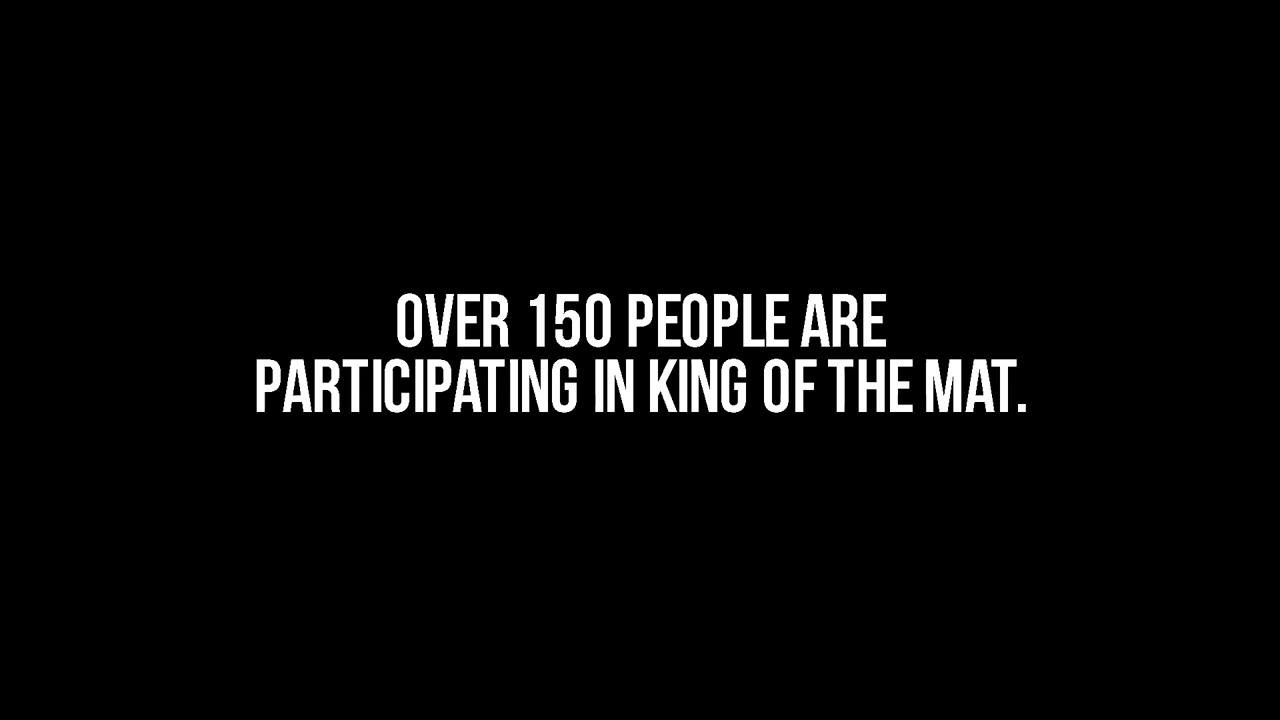 OVER 150 PEOPLE ARE
PARTICIPATING IN KING OF THE MAT.